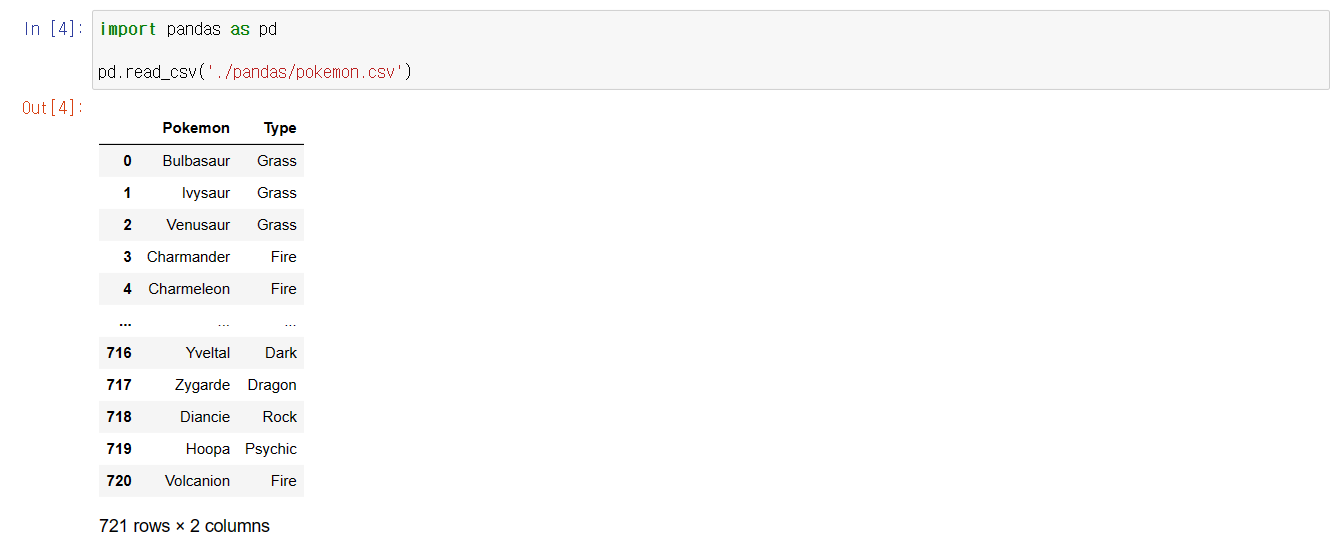 In [4]: import pandas as pd
pd.read_csv('./pandas/pokemon.csv')
Out[4]:
Pokemon Type
0 Bulbasaur Grass
1 Ivysaur Grass
2 Venusaur Grass
3 Charmander Fire
4 Charmeleon Fire
... ... ...
716 Yveltal Dark
717 Zygarde Dragon
718 Diancie Rock
719 Hoopa Psychic
720 Volcanion Fire
721 rows × 2 columns